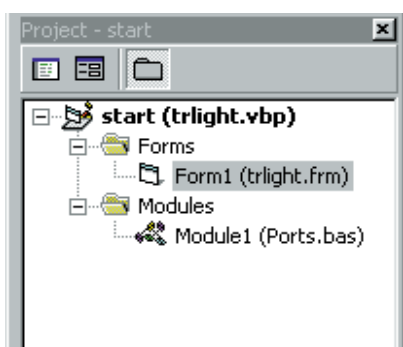 Project - start
start (trlight.vbp)
Forms
Form1 (trlight.frm)
Modules
Module1 (Ports.bas)